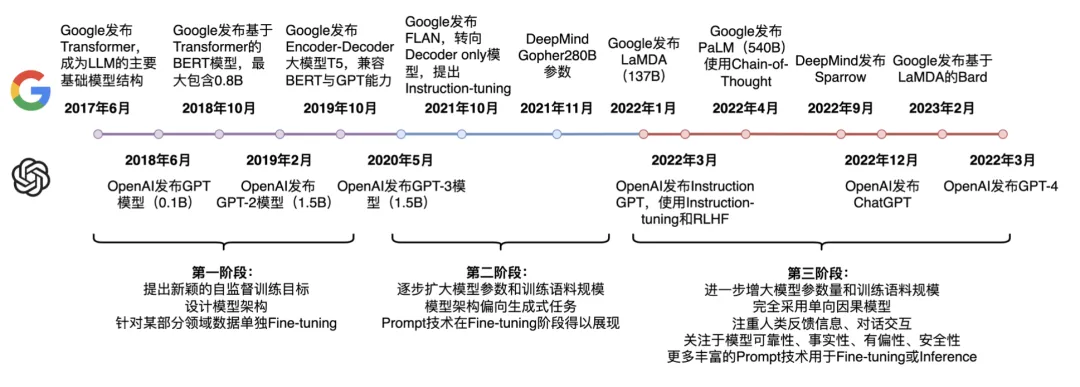 Google发布
Transformer，
成为LLM的主要
基础模型结构
2017年6月
Google发布基于
Transformer的
BERT模型，最
大包含0.8B
2018年10月
Google发布
Encoder-Decoder
大模型T5，兼容
BERT与GPT能力
2019年10月
Google发布
FLAN，转向
Decoder only模
型，提出
Instruction-tuning
2021年10月
DeepMind
Gopher280B
参数
2021年11月
Google发布
LaMDA
（137B）
2022年1月
Google发布
PaLM（540B）
使用Chain-of-
Thought
2022年4月
DeepMind发布
Sparrow
2022年9月
Google发布基于
LaMDA的Bard
2023年2月
2018年6月
OpenAI发布GPT
模型（0.1B）
2019年2月
OpenAI发布
GPT-2模型（1.5B）
2020年5月
OpenAI发布GPT-3模
型（1.5B）
2022年3月
OpenAI发布Instruction
GPT，使用Instruction-
tuning和RLHF
2022年12月
OpenAI发布
ChatGPT
2022年3月
OpenAI发布GPT-4
第一阶段：
提出新颖的自监督训练目标
设计模型架构
针对某部分领域数据单独Fine-tuning
第二阶段：
逐步扩大模型参数和训练语料规模
模型架构偏向生成式任务
Prompt技术在Fine-tuning阶段得以展现
第三阶段：
进一步增大模型参数量和训练语料规模
完全采用单向因果模型
注重人类反馈信息、对话交互
关注于模型可靠性、事实性、有偏性、安全性
更多丰富的Prompt技术用于Fine-tuning或Inference